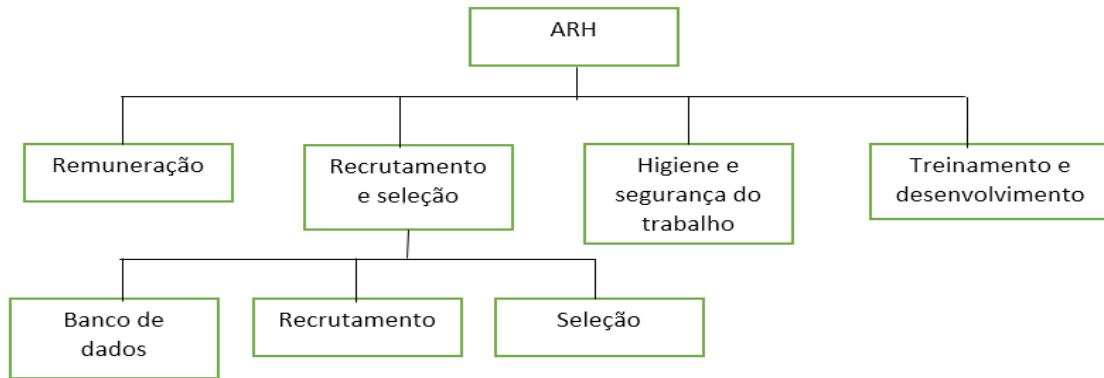 ARH
Remuneração
Recrutamento
e seleção
Higiene e
segurança do
trabalho
Treinamento e
desenvolvimento
Banco de
dados
Recrutamento
Seleção